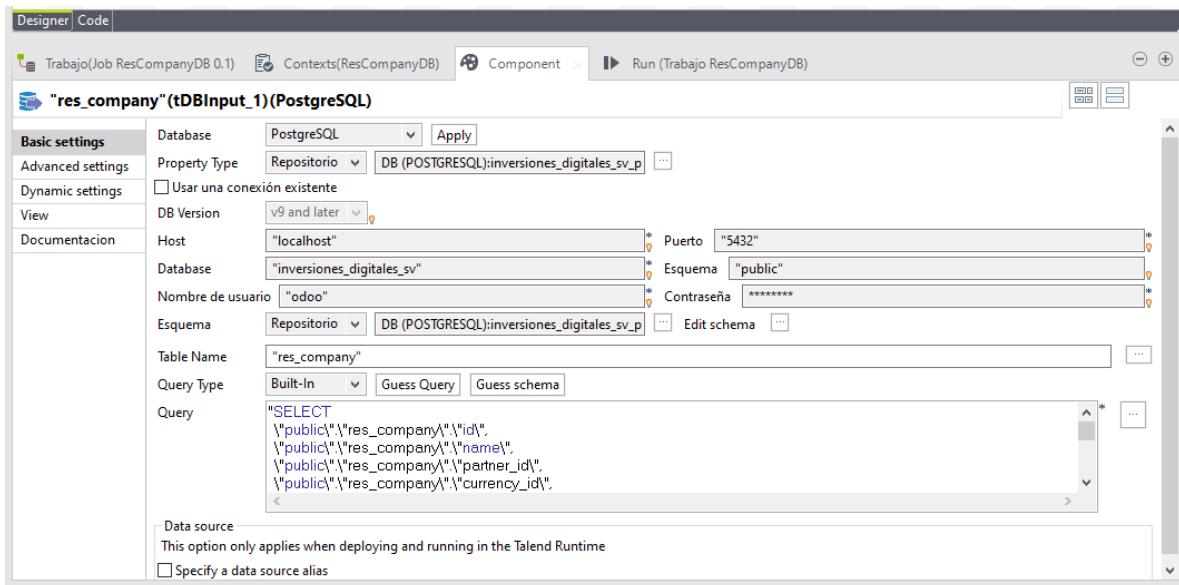 Designer Code
Trabajo(Job ResCompanyDB 0.1) Contexts(ResCompanyDB) Component Run (Trabajo ResCompanyDB)
"res_company"(tDBInput_1)(PostgreSQL)
Basic settings
Advanced settings
Dynamic settings
View
Documentacion
Database PostgreSQL Apply
Property Type Repositorio DB (POSTGRESQL):inversiones_digitales_sv_p ...
Usar una conexión existente
DB Version v9 and later
Host "localhost" * Puerto "5432" *
Database "inversiones_digitales_sv" * Esquema "public"
Nombre de usuario "odoo" * Contraseña ******** *
Esquema Repositorio DB (POSTGRESQL):inversiones_digitales_sv_p ... Edit schema ...
Table Name "res_company" ...
Query Type Built-In Guess Query Guess schema
Query "SELECT * ...
\"public\".\"res_company\".\"id\",
\"public\".\"res_company\".\"name\",
\"public\".\"res_company\".\"partner_id\",
\"public\".\"res_company\".\"currency_id\",
Data source
This option only applies when deploying and running in the Talend Runtime
Specify a data source alias